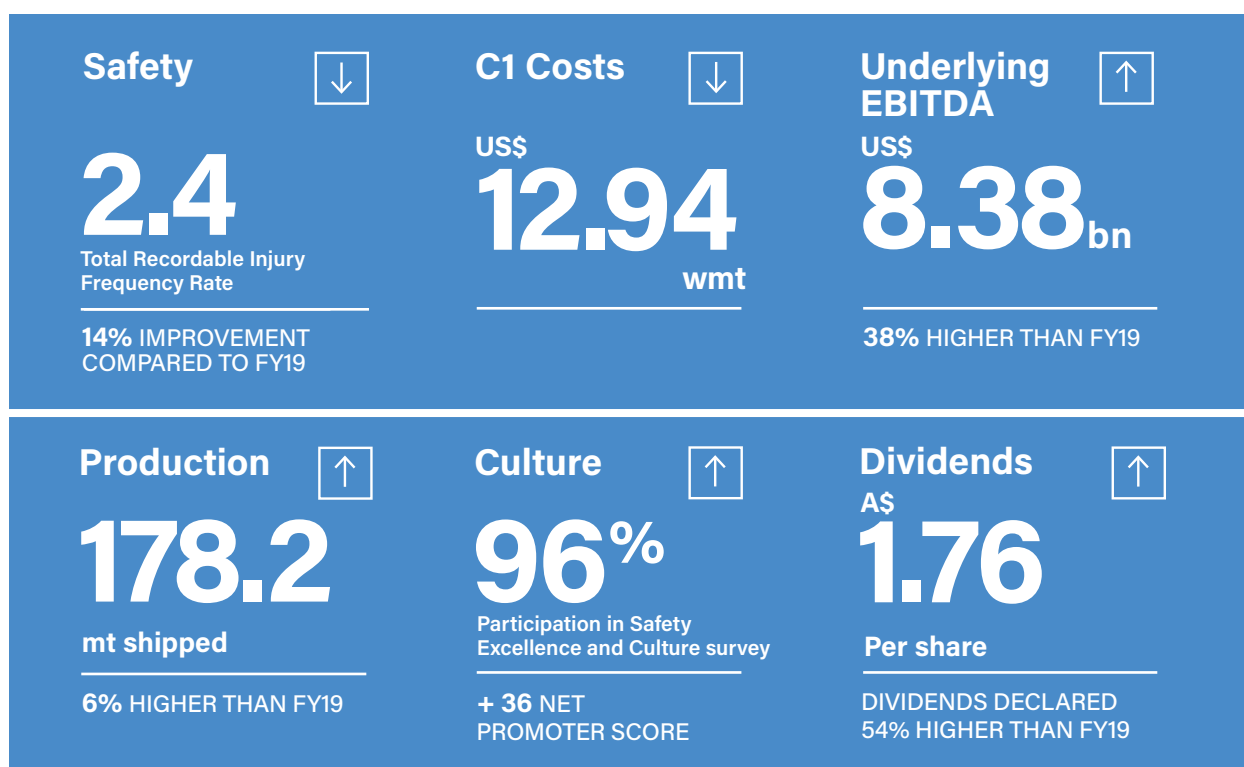 Safety
2.4
Total Recordable Injury
Frequency Rate
14% IMPROVEMENT
COMPARED TO FY19
C1 Costs
US$
12.94
wmt
Underlying
EBITDA
US$
8.38bn
38% HIGHER THAN FY19
Production
178.2
mt shipped
6% HIGHER THAN FY19
Culture
96%
Participation in Safety
Excellence and Culture survey
+ 36 NET
PROMOTER SCORE
Dividends
A$
1.76
Per share
DIVIDENDS DECLARED
54% HIGHER THAN FY19